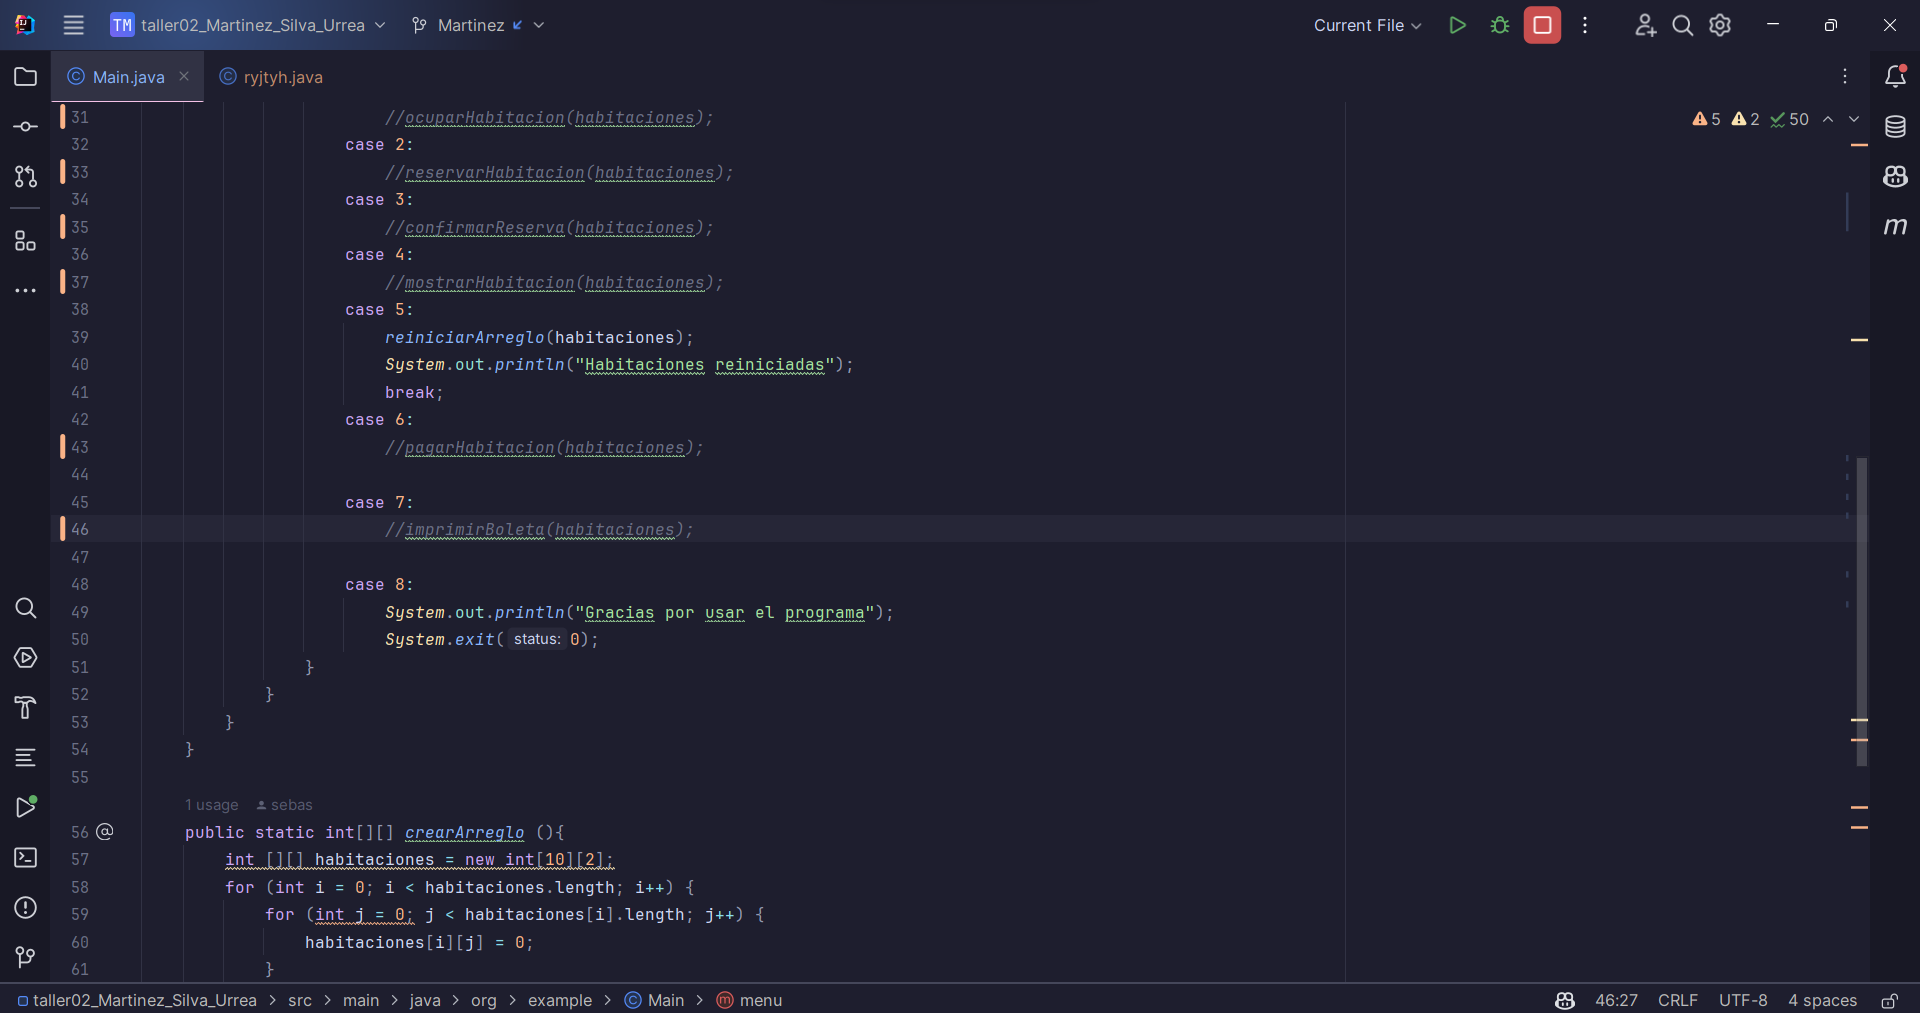 TM taller02_Martinez_Silva_Urrea Martinez Current File
Main.java ryjtyh.java
5 2 50
31 //ocuparHabitacion(habitaciones);
32 case 2:
33 //reservarHabitacion(habitaciones);
34 case 3:
35 //confirmarReserva(habitaciones);
36 case 4:
37 //mostrarHabitacion(habitaciones);
38 case 5:
39 reiniciarArreglo(habitaciones);
40 System.out.println("Habitaciones reiniciadas");
41 break;
42 case 6:
43 //pagarHabitacion(habitaciones);
44
45 case 7:
46 //imprimirBoleta(habitaciones);
47
48 case 8:
49 System.out.println("Gracias por usar el programa");
50 System.exit( status: 0);
51 }
52 }
53 }
54 }
55
1 usage sebas
56 public static int[][] crearArreglo (){
57 int [][] habitaciones = new int[10][2];
58 for (int i = 0; i < habitaciones.length; i++) {
59 for (int j = 0; j < habitaciones[i].length; j++) {
60 habitaciones[i][j] = 0;
61 }
taller02_Martinez_Silva_Urrea > src > main > java > org > example > Main > menu 46:27 CRLF UTF-8 4 spaces